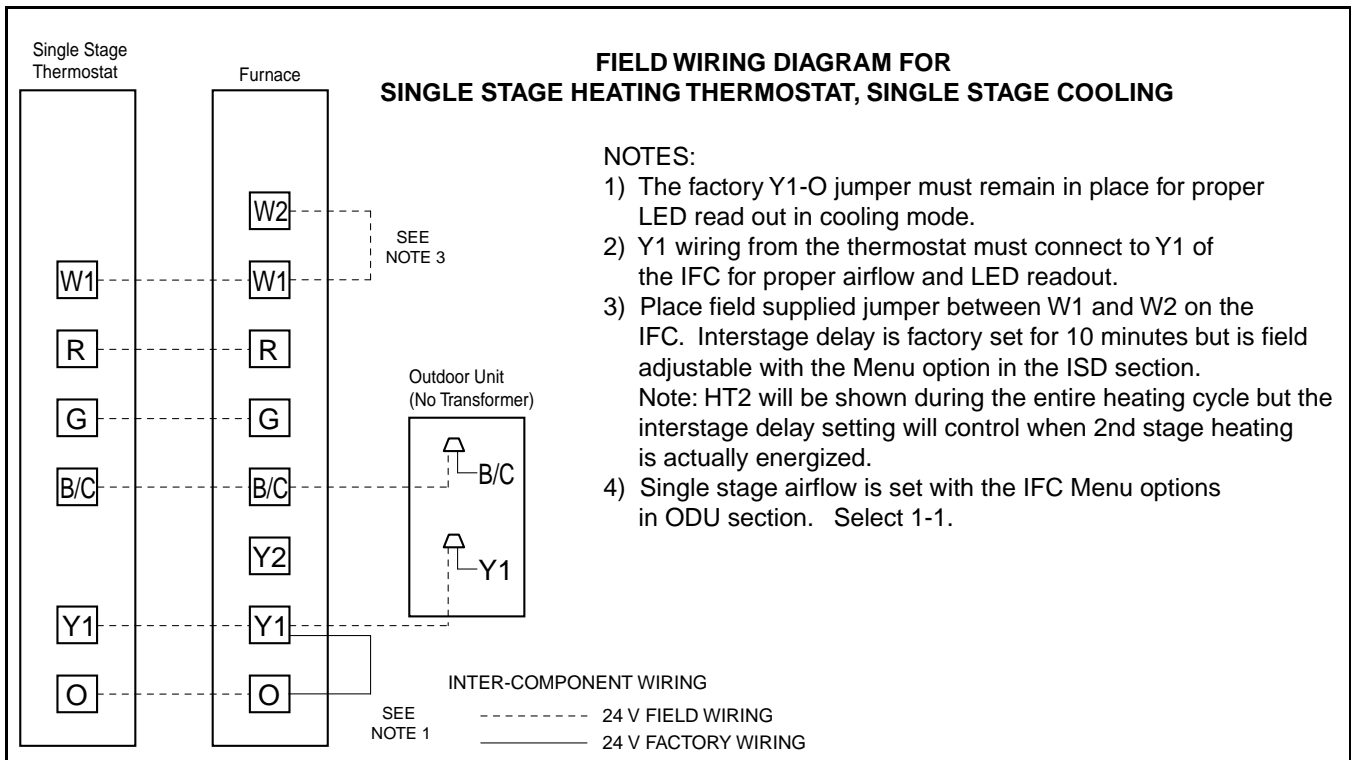 Single Stage
Thermostat
Furnace
FIELD WIRING DIAGRAM FOR
SINGLE STAGE HEATING THERMOSTAT, SINGLE STAGE COOLING
W1
R
G
B/C
Y1
O
W2
W1
R
G
B/C
Y2
Y1
O
SEE
NOTE 3
SEE
NOTE 1
Outdoor Unit
(No Transformer)
B/C
Y1
NOTES:
1) The factory Y1-O jumper must remain in place for proper
LED read out in cooling mode.
2) Y1 wiring from the thermostat must connect to Y1 of
the IFC for proper airflow and LED readout.
3) Place field supplied jumper between W1 and W2 on the
IFC. Interstage delay is factory set for 10 minutes but is field
adjustable with the Menu option in the ISD section.
Note: HT2 will be shown during the entire heating cycle but the
interstage delay setting will control when 2nd stage heating
is actually energized.
4) Single stage airflow is set with the IFC Menu options
in ODU section. Select 1-1.
INTER-COMPONENT WIRING
24 V FIELD WIRING
24 V FACTORY WIRING